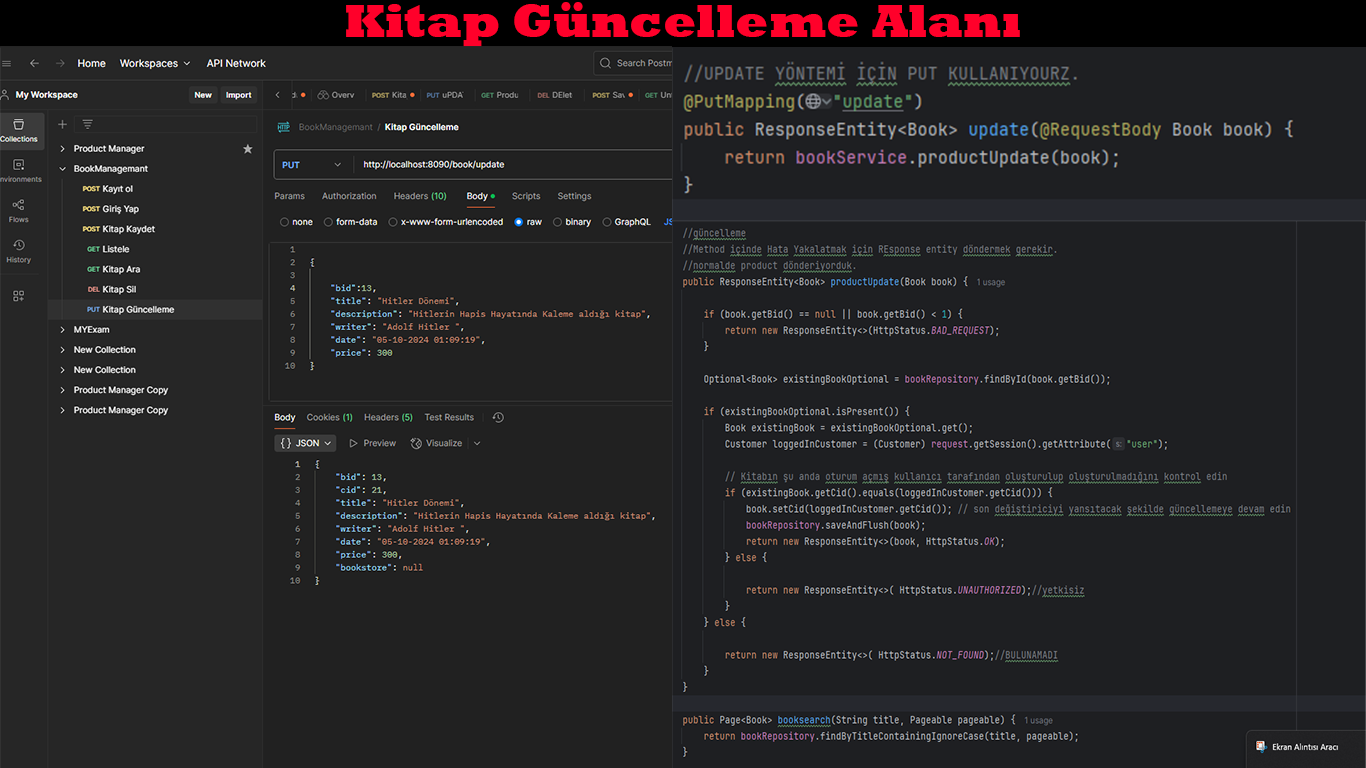 Kitap Güncelleme Alanı
Home Workspaces API Network Search Postm
My Workspace New Import
Overv POST Kita PUT uPDA GET Produ DEL DElet POST Sav GET
Collections
nvironments
Flows
History
Product Manager
BookManagemant
POST Kayıt ol
POST Giriş Yap
POST Kitap Kaydet
GET Listele
GET Kitap Ara
DEL Kitap Sil
PUT Kitap Güncelleme
MYExam
New Collection
New Collection
Product Manager Copy
Product Manager Copy
HTTP BookManagemant / Kitap Güncelleme
PUT http://localhost:8090/book/update
Params Authorization Headers (10) Body Scripts Settings
none form-data x-www-form-urlencoded raw binary GraphQL JS
1
2 {
3
4 "bid":13,
5 "title": "Hitler Dönemi",
6 "description": "Hitlerin Hapis Hayatında Kaleme aldığı kitap",
7 "writer": "Adolf Hitler ",
8 "date": "05-10-2024 01:09:19",
9 "price": 300
10 }
Body Cookies (1) Headers (5) Test Results
{} JSON Preview Visualize
1 {
2 "bid": 13,
3 "cid": 21,
4 "title": "Hitler Dönemi",
5 "description": "Hitlerin Hapis Hayatında Kaleme aldığı kitap",
6 "writer": "Adolf Hitler ",
7 "date": "05-10-2024 01:09:19",
8 "price": 300,
9 "bookstore": null
10 }
//UPDATE YÖNTEMİ İÇİN PUT KULLANIYOURZ.
@PutMapping("update")
public ResponseEntity<Book> update(@RequestBody Book book) {
return bookService.productUpdate(book);
}
//güncelleme
//Method içinde Hata Yakalatmak için REsponse entity döndermek gerekir.
//normalde product dönderiyorduk.
public ResponseEntity<Book> productUpdate(Book book) { 1 usage
if (book.getBid() == null || book.getBid() < 1) {
return new ResponseEntity<>(HttpStatus.BAD_REQUEST);
}
Optional<Book> existingBookOptional = bookRepository.findById(book.getBid());
if (existingBookOptional.isPresent()) {
Book existingBook = existingBookOptional.get();
Customer loggedInCustomer = (Customer) request.getSession().getAttribute( s: "user");
// Kitabın şu anda oturum açmış kullanıcı tarafından oluşturulup oluşturulmadığını kontrol edin
if (existingBook.getCid().equals(loggedInCustomer.getCid())) {
book.setCid(loggedInCustomer.getCid()); // son değiştiriciyi yansıtacak şekilde güncellemeye devam edin
bookRepository.saveAndFlush(book);
return new ResponseEntity<>(book, HttpStatus.OK);
} else {
return new ResponseEntity<>( HttpStatus.UNAUTHORIZED);//yetkisiz
}
} else {
return new ResponseEntity<>( HttpStatus.NOT_FOUND);//BULUNAMADI
}
}
public Page<Book> booksearch(String title, Pageable pageable) { 1 usage
return bookRepository.findByTitleContainingIgnoreCase(title, pageable);
}
Ekran Alıntısı Aracı